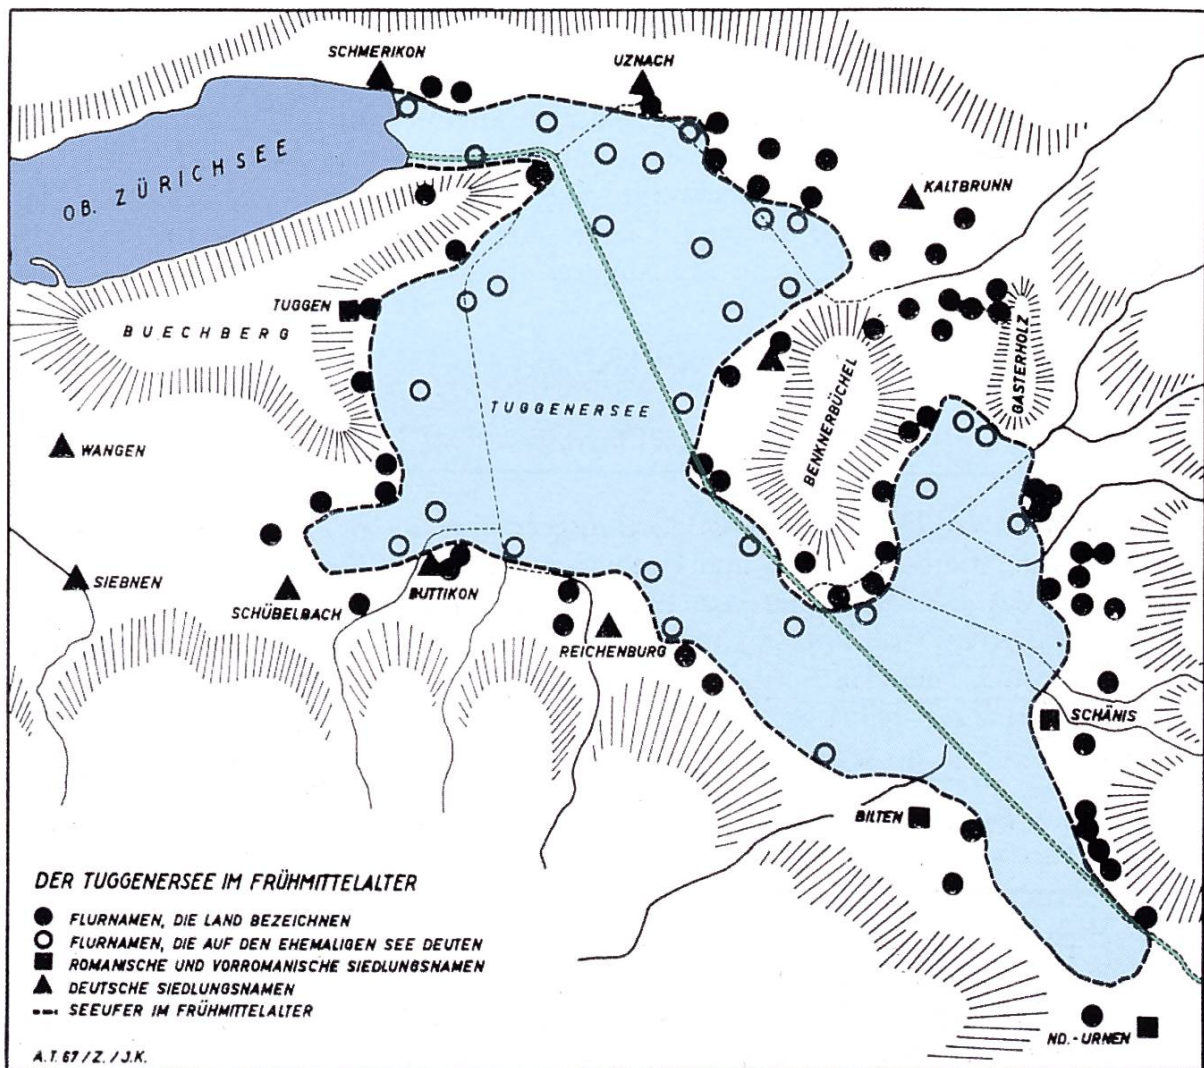 SCHMERIKON
UZNACH
OB. ZÜRICHSEE
KALTBRUNN
TUGGEN
BUECHBERG
GASTERHOLZ
TUGGENERSEE
BENKNERBÜCHEL
WANGEN
SIEBNEN
SCHÜBELBACH
BUTTIKON
REICHENBURG
SCHÄNIS
BILTEN
DER TUGGENERSEE IM FRÜHMITTELALTER
FLURNAMEN, DIE LAND BEZEICHNEN
FLURNAMEN, DIE AUF DEN EHEMALIGEN SEE DEUTEN
ROMANISCHE UND VORROMANISCHE SIEDLUNGSNAMEN
DEUTSCHE SIEDLUNGSNAMEN
SEEUFER IM FRÜHMITTELALTER
ND.-URNEN
A.T. 67 / Z. / J.K.